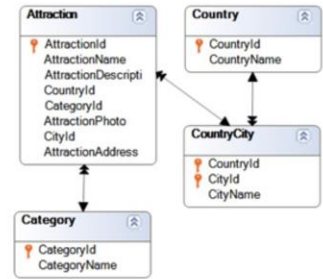 Attraction
AttractionId
AttractionName
AttractionDescripti
CountryId
CategoryId
AttractionPhoto
CityId
AttractionAddress
Country
CountryId
CountryName
CountryCity
CountryId
CityId
CityName
Category
CategoryId
CategoryName